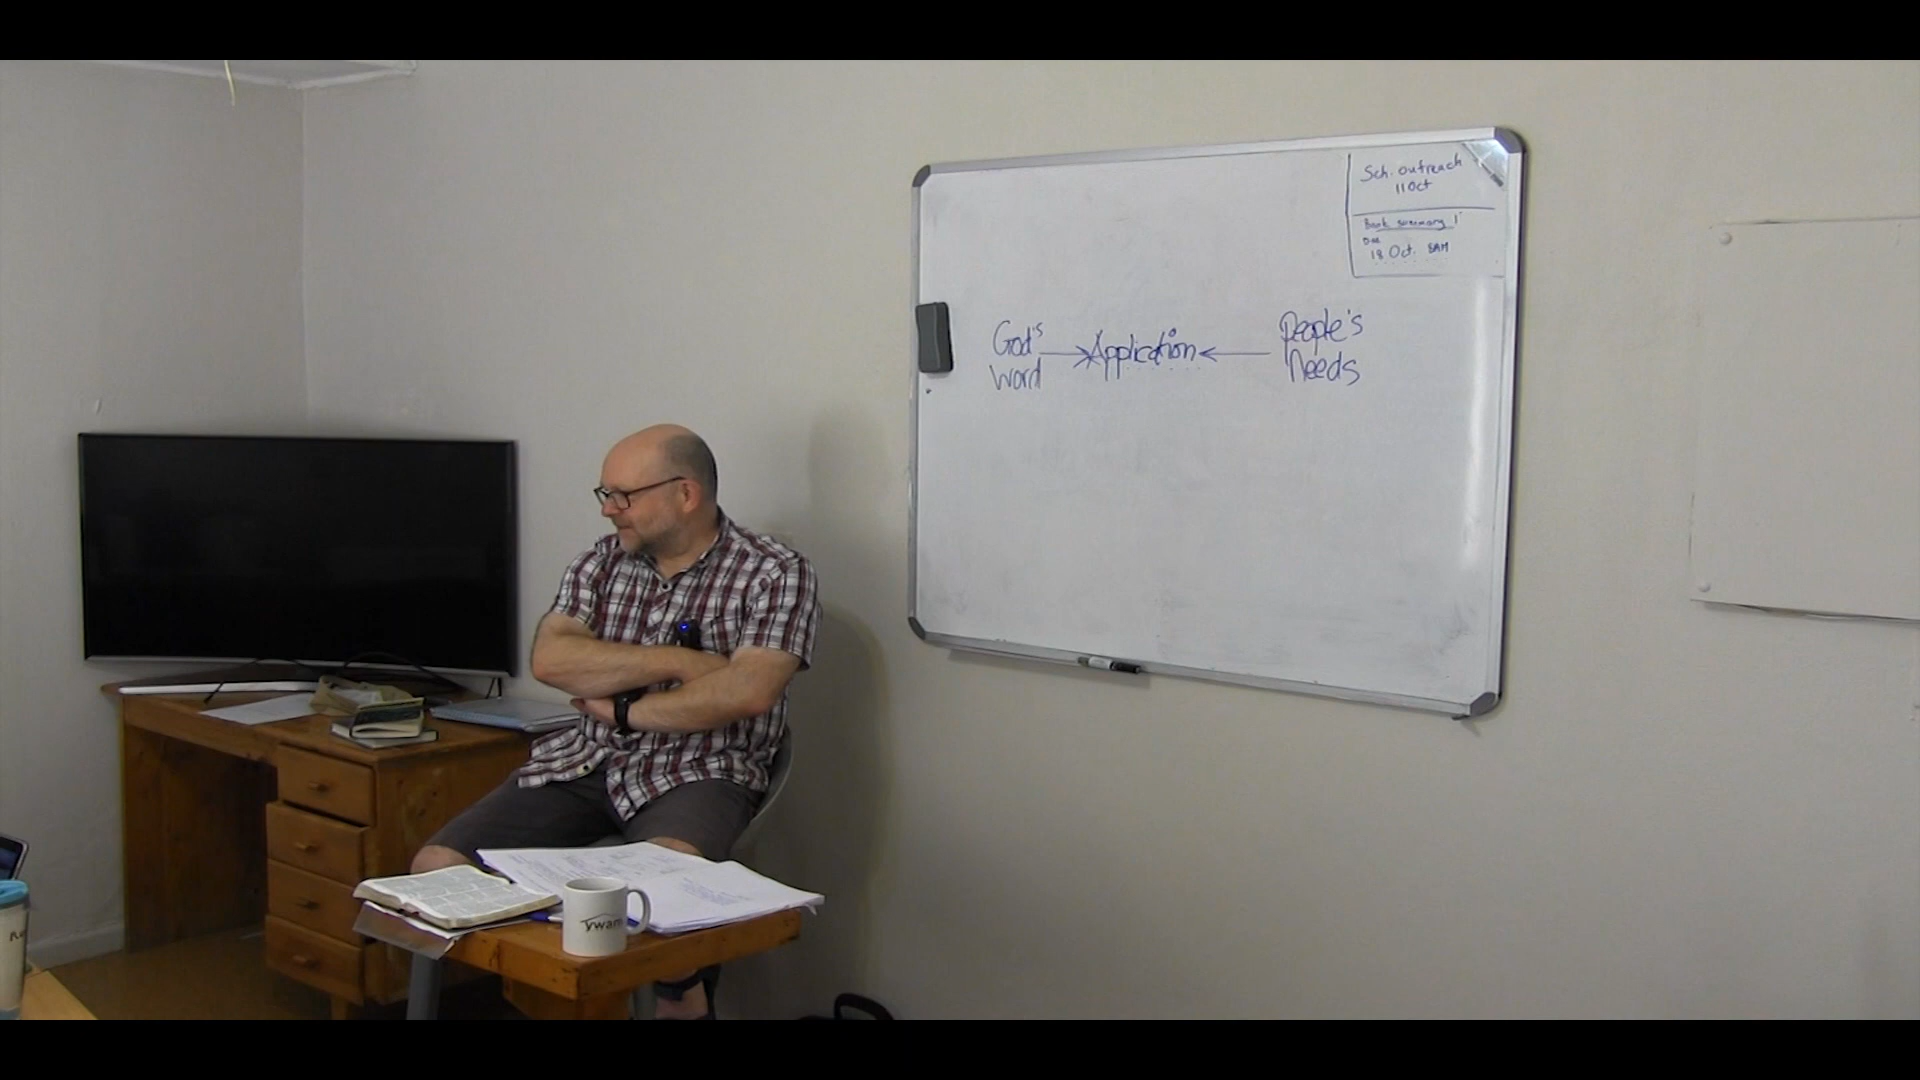 Sch. outreach
11 Oct
Book summary 1
Due
18 Oct. 8AM
God's
Word
Application
People's
Needs
ywam